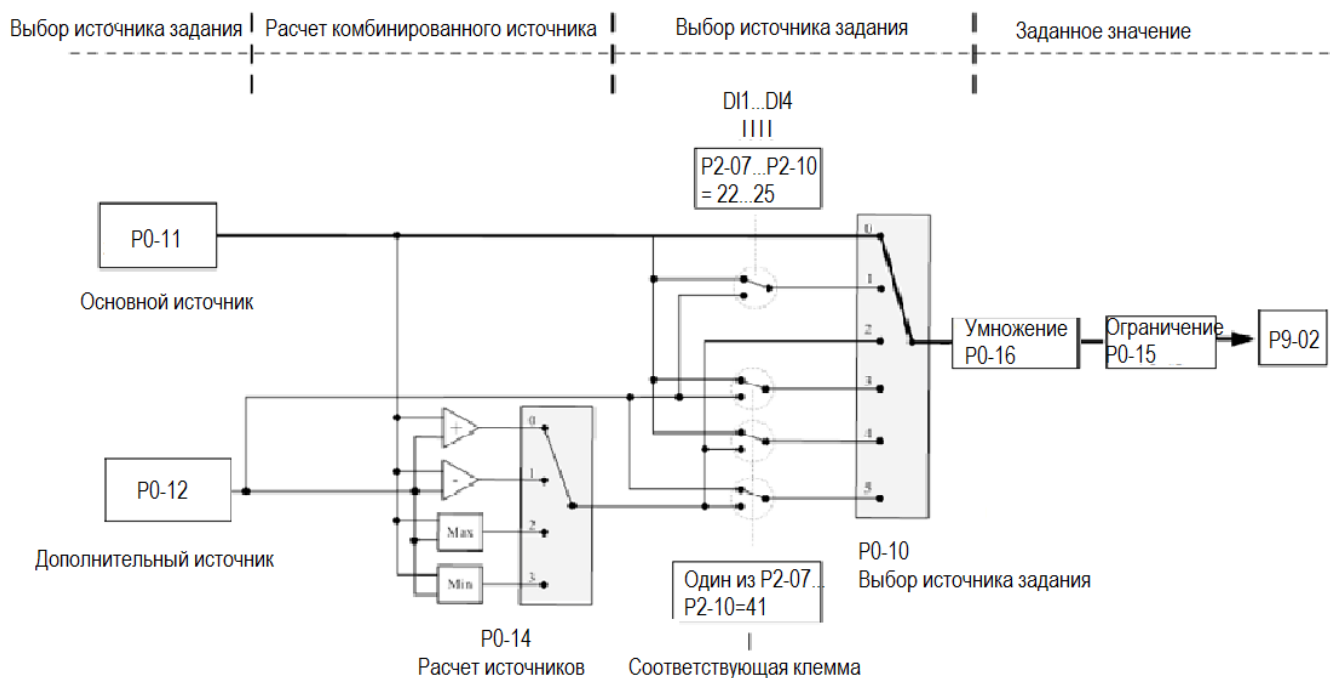 Выбор источника задания
Расчет комбинированного источника
Выбор источника задания
Заданное значение
DI1...DI4
P2-07...P2-10
= 22...25
P0-11
Основной источник
0
1
2
3
4
5
Умножение
P0-16
Ограничение
P0-15
P9-02
P0-12
Дополнительный источник
+
-
Max
Min
0
1
2
3
P0-14
Расчет источников
Один из P2-07...
P2-10=41
Соответствующая клемма
P0-10
Выбор источника задания